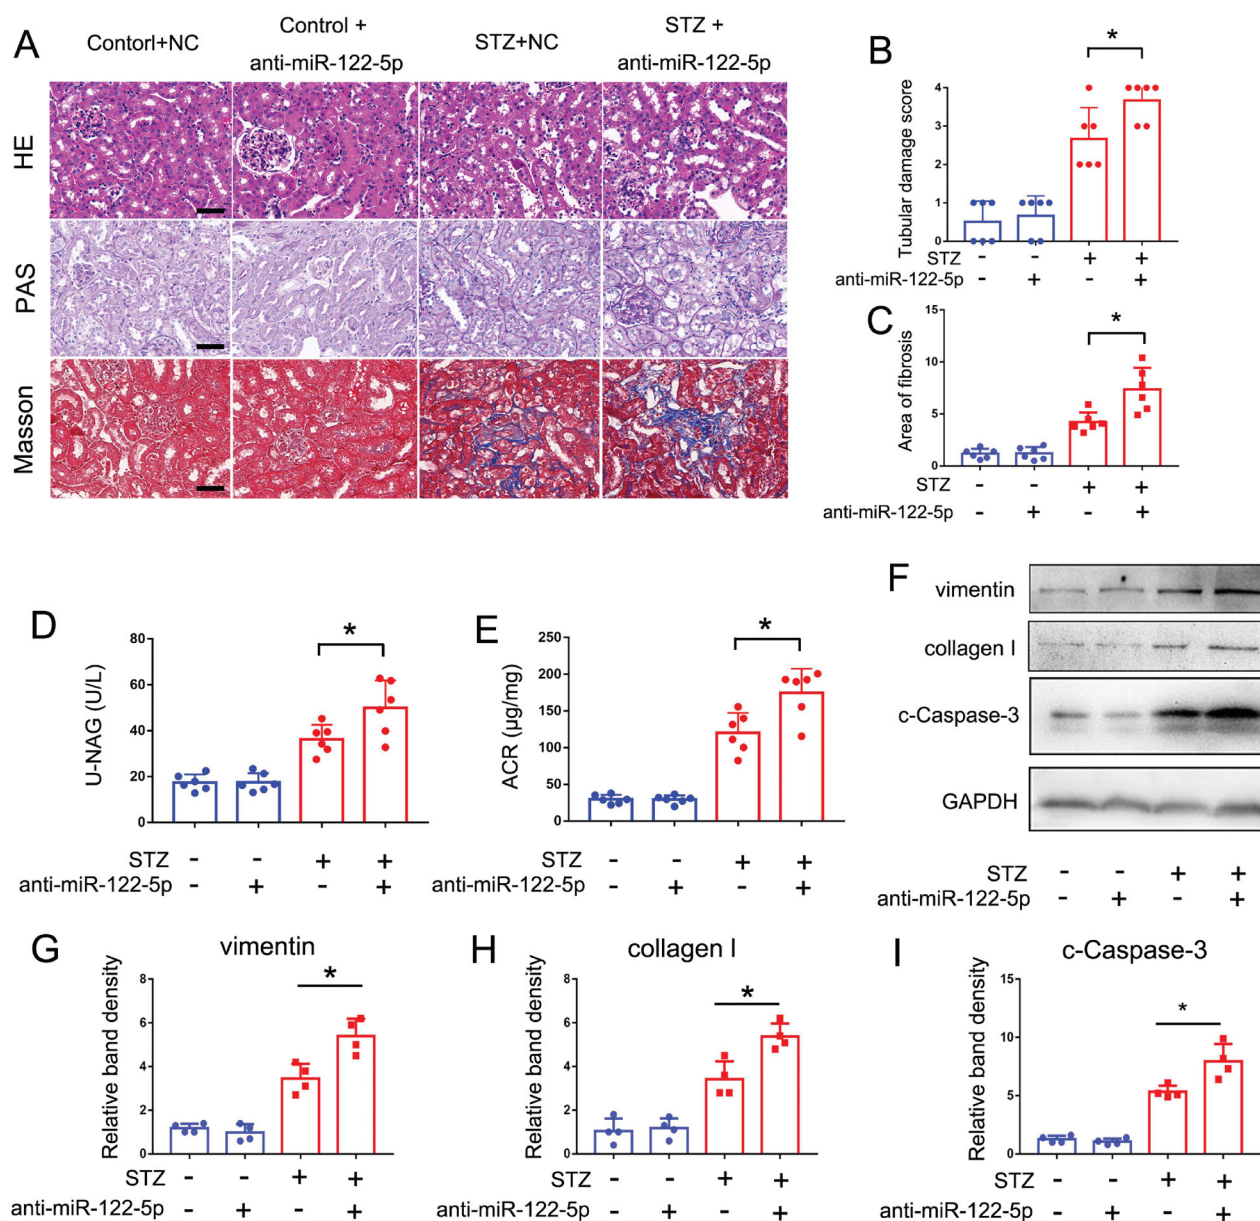 A
Contorl+NC
Control +
anti-miR-122-5p
STZ+NC
STZ +
anti-miR-122-5p
HE
PAS
Masson
B
Tubular damage score
4
3
2
1
0
*
STZ - - + +
anti-miR-122-5p - + - +
C
Area of fibrosis
15
10
5
0
*
STZ - - + +
anti-miR-122-5p - + - +
D
U-NAG (U/L)
80
60
40
20
0
*
STZ - - + +
anti-miR-122-5p - + - +
E
ACR (μg/mg)
250
200
150
100
50
0
*
STZ - - + +
anti-miR-122-5p - + - +
F
vimentin
collagen I
c-Caspase-3
GAPDH
STZ - - + +
anti-miR-122-5p - + - +
G
vimentin
Relative band density
8
6
4
2
0
*
STZ - - + +
anti-miR-122-5p - + - +
H
collagen I
Relative band density
8
6
4
2
0
*
STZ - - + +
anti-miR-122-5p - + - +
I
c-Caspase-3
Relative band density
15
10
5
0
*
STZ - - + +
anti-miR-122-5p - + - +